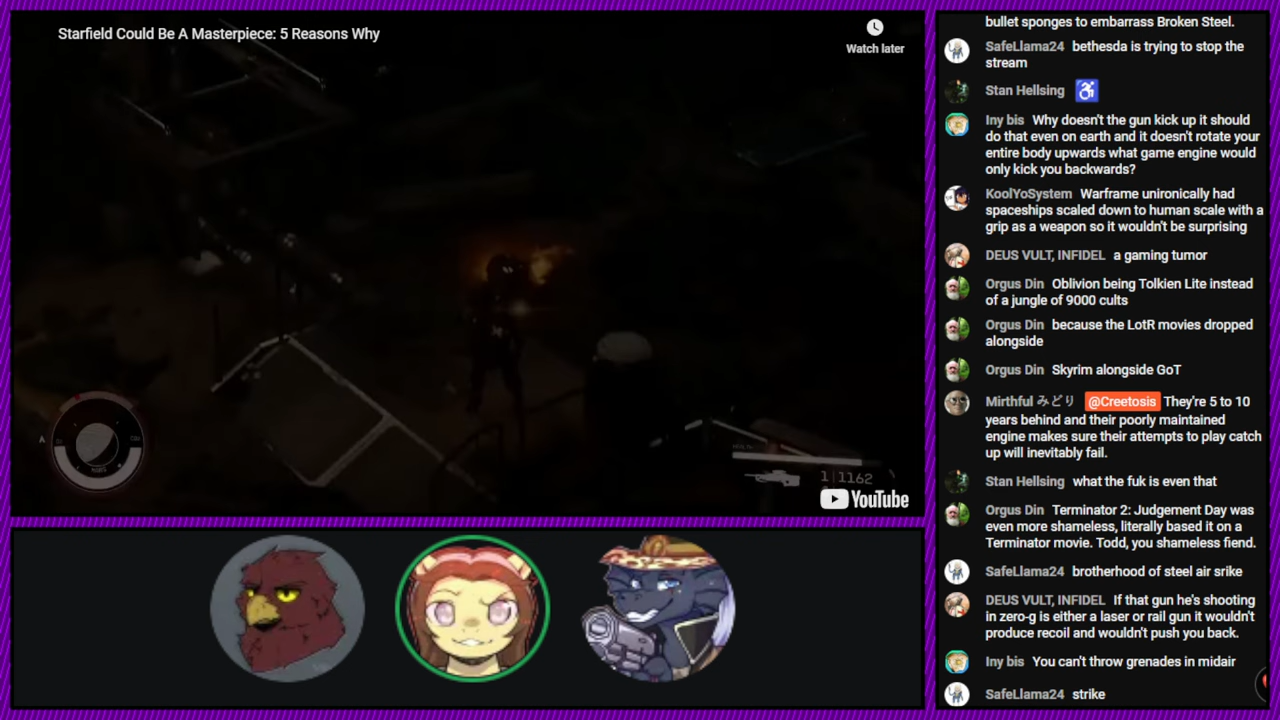 Starfield Could Be A Masterpiece: 5 Reasons Why
Watch later
A
1|1162
YouTube
bullet sponges to embarrass Broken Steel.
SafeLlama24 bethesda is trying to stop the
stream
Stan Hellsing ♿
Iny bis Why doesn't the gun kick up it should
do that even on earth and it doesn't rotate your
entire body upwards what game engine would
only kick you backwards?
KoolYoSystem Warframe unironically had
spaceships scaled down to human scale with a
grip as a weapon so it wouldn't be surprising
DEUS VULT, INFIDEL a gaming tumor
Orgus Din Oblivion being Tolkien Lite instead
of a jungle of 9000 cults
Orgus Din because the LotR movies dropped
alongside
Orgus Din Skyrim alongside GoT
Mirthful みどり @Creetosis They're 5 to 10
years behind and their poorly maintained
engine makes sure their attempts to play catch
up will inevitably fail.
Stan Hellsing what the fuk is even that
Orgus Din Terminator 2: Judgement Day was
even more shameless, literally based it on a
Terminator movie. Todd, you shameless fiend.
SafeLlama24 brotherhood of steel air srike
DEUS VULT, INFIDEL If that gun he's shooting
in zero-g is either a laser or rail gun it wouldn't
produce recoil and wouldn't push you back.
Iny bis You can't throw grenades in midair
SafeLlama24 strike